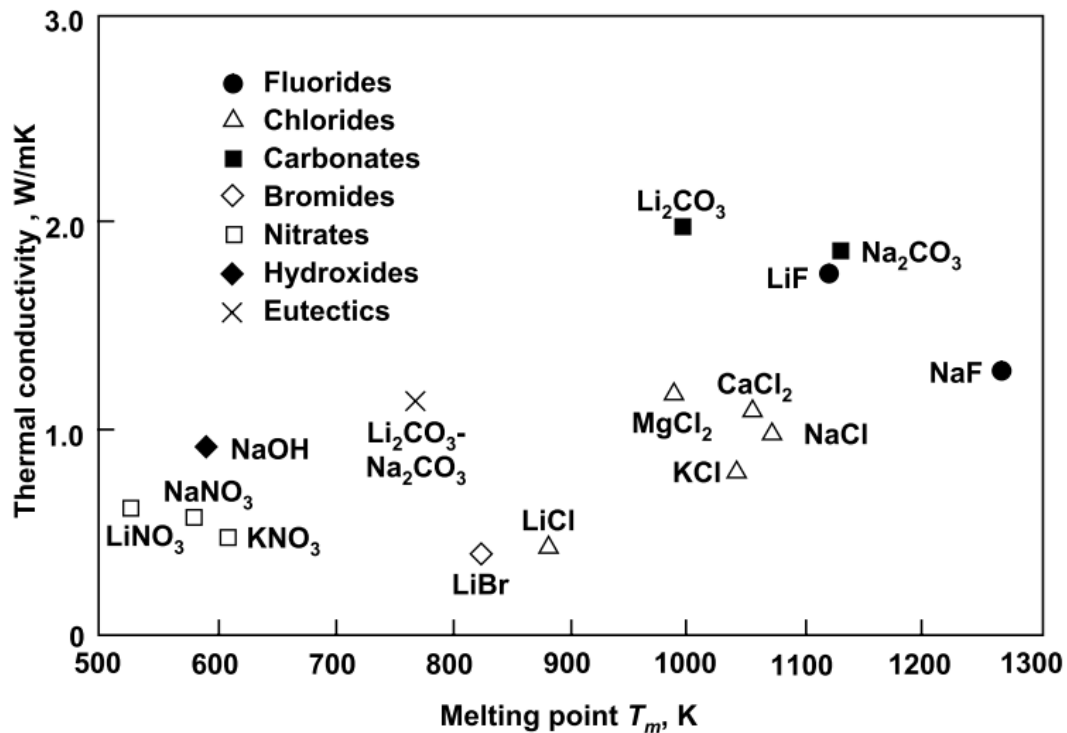 3.0
Fluorides
Chlorides
Carbonates
Bromides
Nitrates
Hydroxides
Eutectics
Thermal conductivity , W/mK
2.0
1.0
0
Li₂CO₃
Na₂CO₃
LiF
NaF
CaCl₂
MgCl₂
NaCl
KCl
Li₂CO₃-
Na₂CO₃
NaOH
NaNO₃
LiNO₃
KNO₃
LiCl
LiBr
500 600 700 800 900 1000 1100 1200 1300
Melting point Tₘ, K